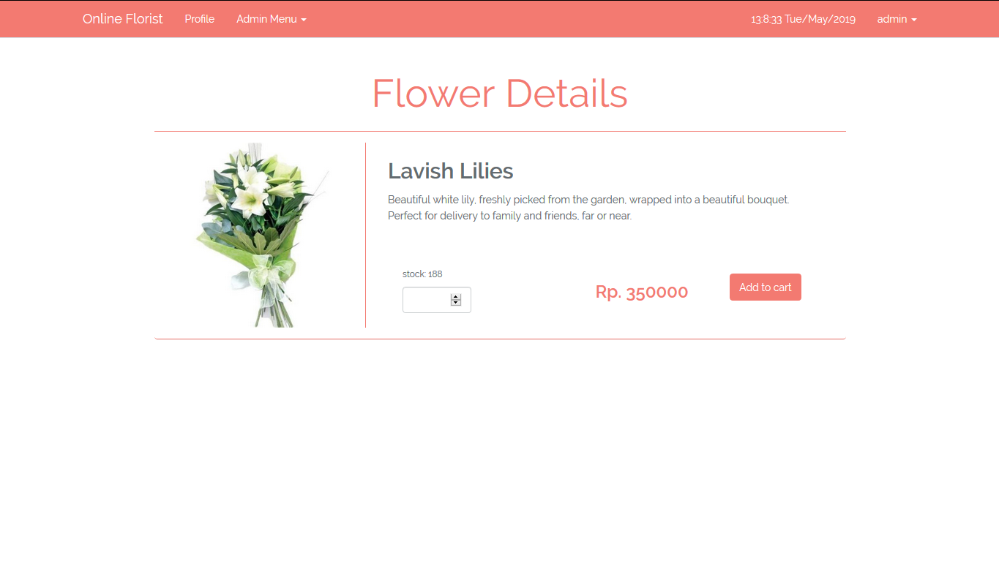 Online Florist Profile Admin Menu 13:8:33 Tue/May/2019 admin
Flower Details
Lavish Lilies
Beautiful white lily, freshly picked from the garden, wrapped into a beautiful bouquet.
Perfect for delivery to family and friends, far or near.
stock: 188
Rp. 350000
Add to cart